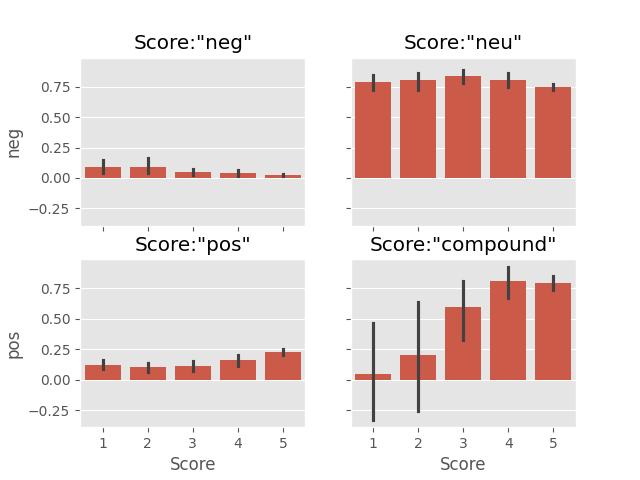 Score:"neg"
Score:"neu"
0.75
0.50
0.25
0.00
−0.25
neg
Score:"pos"
Score:"compound"
0.75
0.50
0.25
0.00
−0.25
pos
1 2 3 4 5
1 2 3 4 5
Score
Score